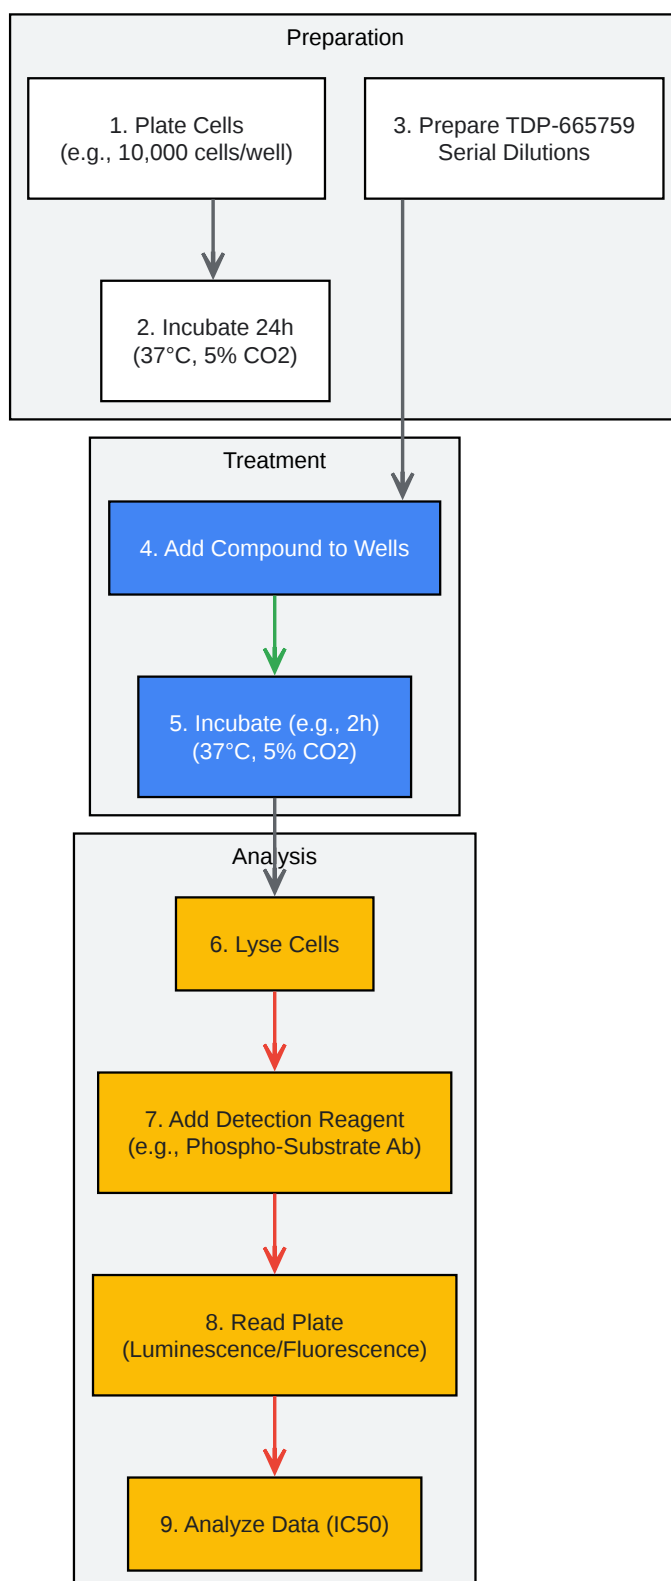 Preparation
1. Plate Cells
(e.g., 10,000 cells/well)
3. Prepare TDP-665759
Serial Dilutions
2. Incubate 24h
(37°C, 5% CO2)
Treatment
4. Add Compound to Wells
5. Incubate (e.g., 2h)
(37°C, 5% CO2)
Analysis
6. Lyse Cells
7. Add Detection Reagent
(e.g., Phospho-Substrate Ab)
8. Read Plate
(Luminescence/Fluorescence)
9. Analyze Data (IC50)